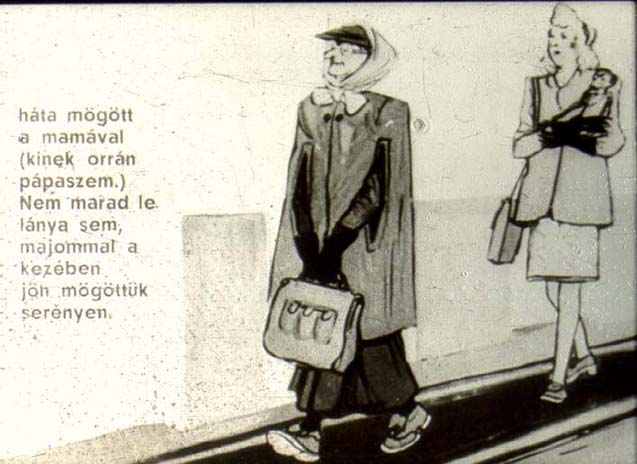 háta mögött
a mamával
(kinek orrán
pápaszem.)
Nem marad le
lánya sem,
majommal a
kezében
jön mögöttük
serényen.